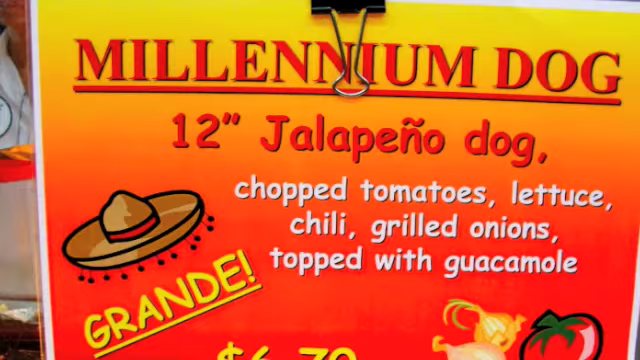 MILLENNIUM DOG
12” Jalapeño dog,
chopped tomatoes, lettuce,
chili, grilled onions,
topped with guacamole
GRANDE!